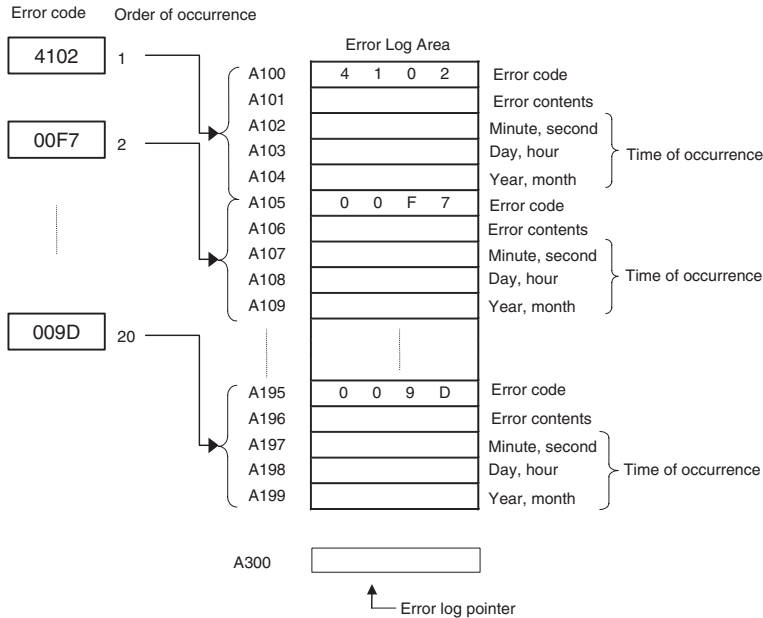 Error code Order of occurrence
4102 1
Error Log Area
A100 4 1 0 2 Error code
A101 Error contents
A102 Minute, second
00F7 2
A103 Day, hour
Time of occurrence
A104 Year, month
A105 0 0 F 7 Error code
A106 Error contents
A107 Minute, second
A108 Day, hour
Time of occurrence
A109 Year, month
009D 20
A195 0 0 9 D Error code
A196 Error contents
A197 Minute, second
A198 Day, hour
Time of occurrence
A199 Year, month
A300
Error log pointer